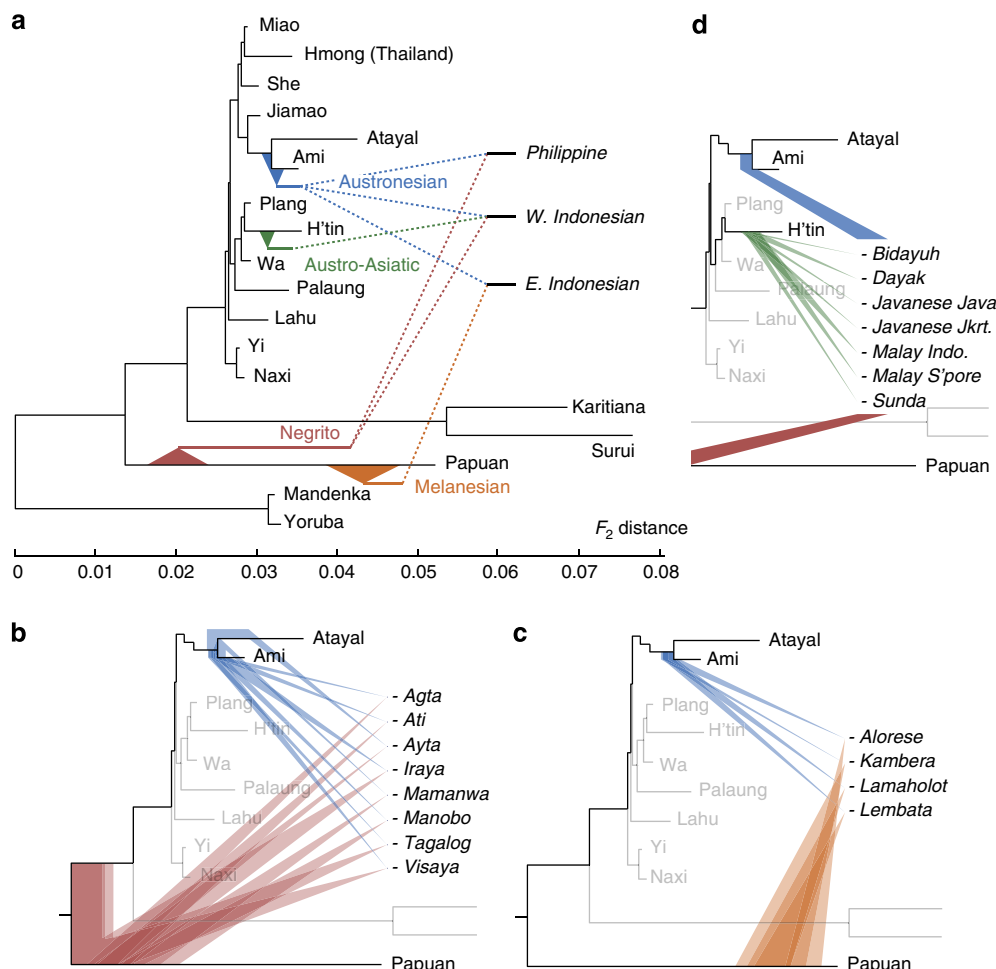 a
Miao
Hmong (Thailand)
She
Jiamao
Atayal
Ami
Austronesian
Plang
H'tin
Wa
Austro-Asiatic
Palaung
Lahu
Yi
Naxi
Karitiana
Negrito
Surui
Papuan
Melanesian
Mandenka
Yoruba
Philippine
W. Indonesian
E. Indonesian
F2 distance
0 0.01 0.02 0.03 0.04 0.05 0.06 0.07 0.08
d
Atayal
Ami
Plang
H'tin
Wa
Palaung
Lahu
Yi
Naxi
- Bidayuh
- Dayak
- Javanese Java
- Javanese Jkrt.
- Malay Indo.
- Malay S'pore
- Sunda
Papuan
b
Atayal
Ami
Plang
H'tin
Wa
Palaung
Lahu
Yi
Naxi
- Agta
- Ati
- Ayta
- Iraya
- Mamanwa
- Manobo
- Tagalog
- Visaya
Papuan
c
Atayal
Ami
Plang
H'tin
Wa
Palaung
Lahu
Yi
Naxi
- Alorese
- Kambera
- Lamaholot
- Lembata
Papuan